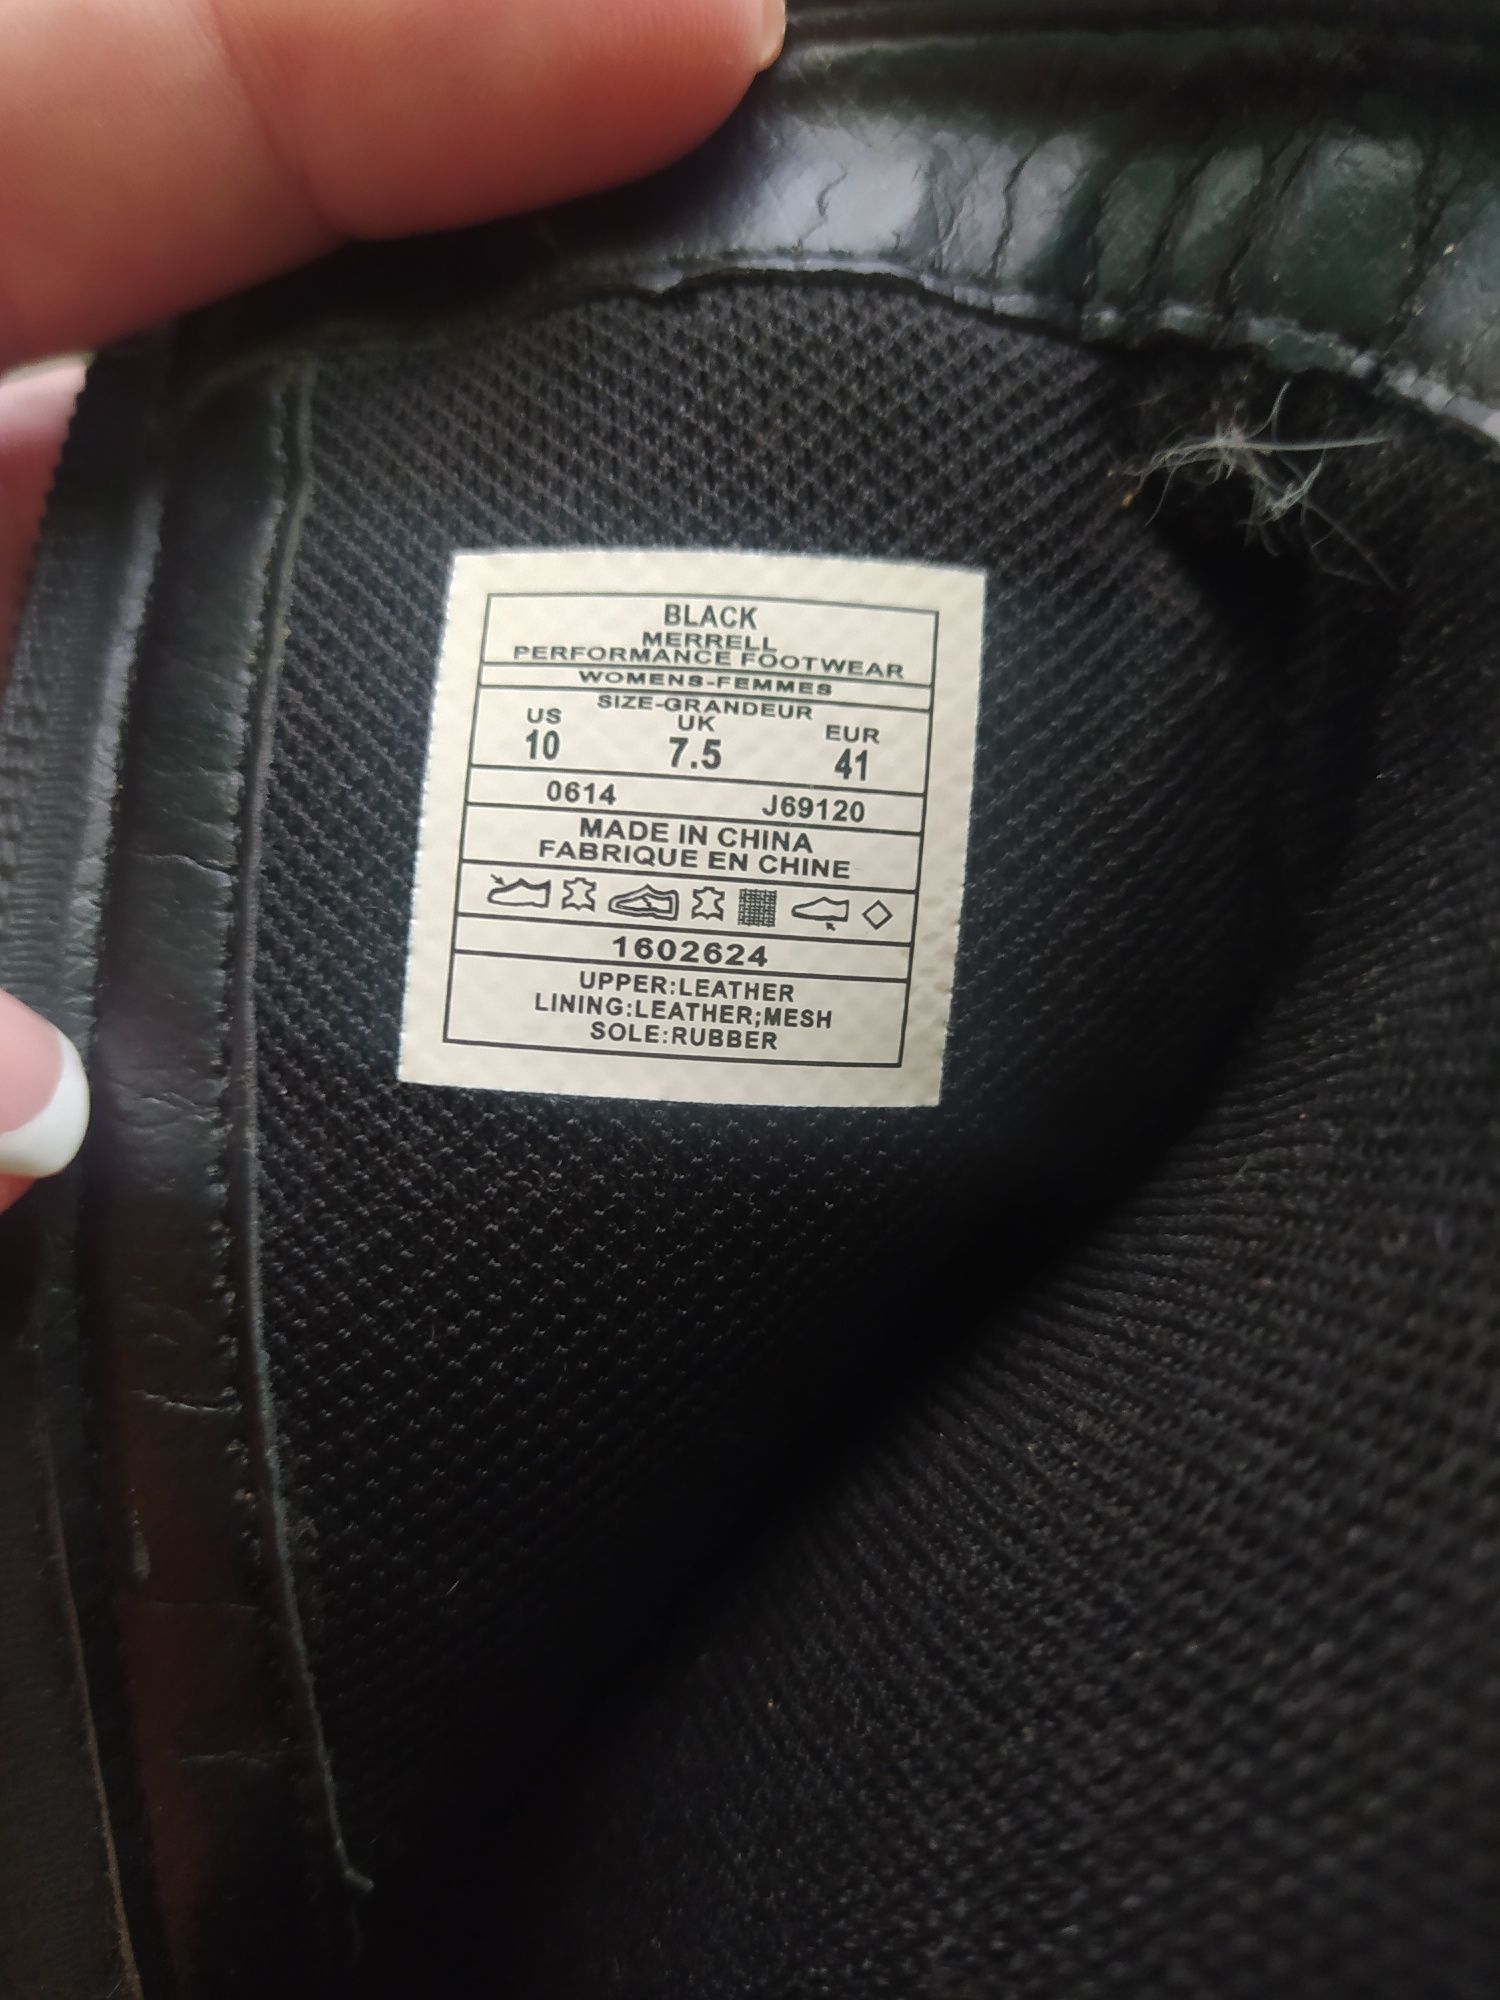 BLACK
MERRELL
PERFORMANCE FOOTWEAR
WOMENS-FEMMES
SIZE-GRANDEUR
US UK EUR
10 7.5 41
0614 J69120
MADE IN CHINA
FABRIQUE EN CHINE
1602624
UPPER:LEATHER
LINING:LEATHER;MESH
SOLE:RUBBER